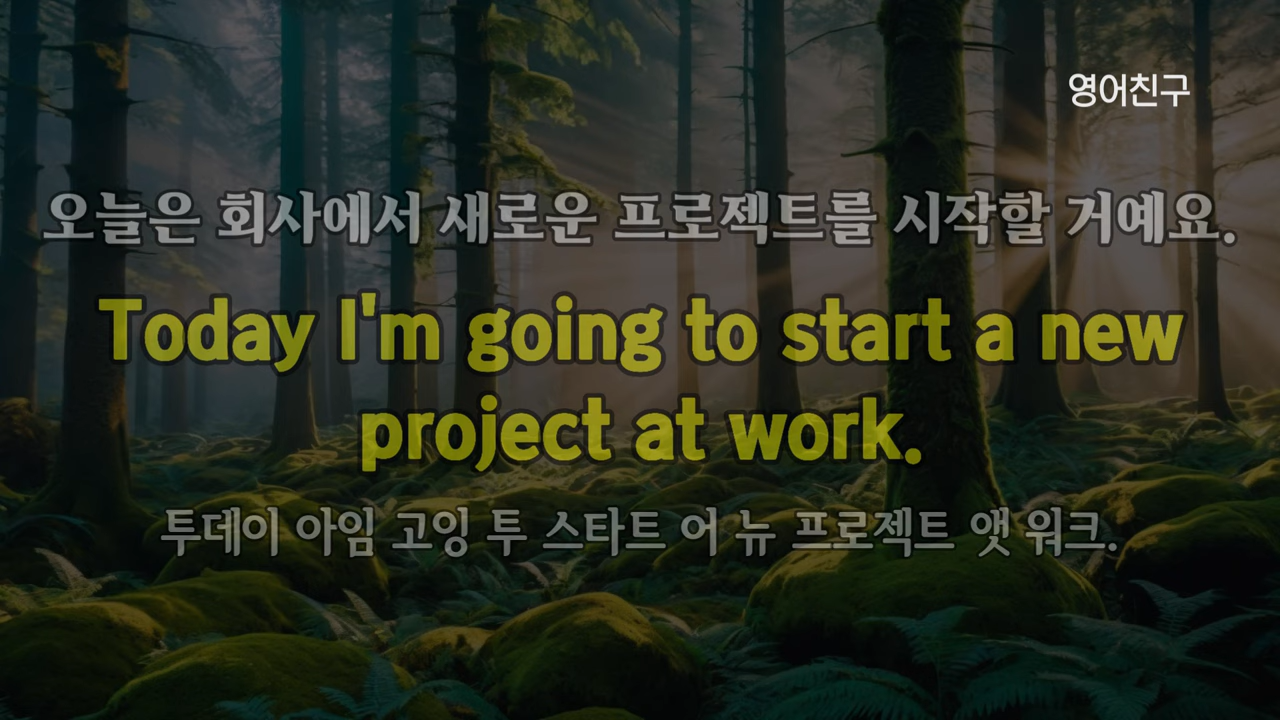 영어친구
오늘은 회사에서 새로운 프로젝트를 시작할 거예요.
Today I'm going to start a new
project at work.
투데이 아임 고잉 투 스타트 어 뉴 프로젝트 앳 워크.